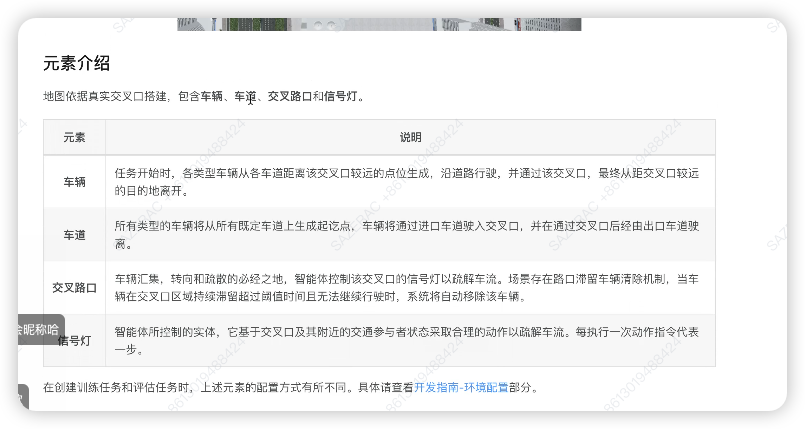 元素介绍
地图依据真实交叉口搭建，包含车辆、车道、交叉路口和信号灯。
元素 说明
车辆 任务开始时，各类型车辆从各车道距离该交叉口较远的点位生成，沿道路行驶，并通过该交叉口，最终从距交叉口较远
的目的地离开。
车道 所有类型的车辆将从所有既定车道上生成起讫点，车辆将通过进口车道驶入交叉口，并在通过交叉口后经由出口车道驶
离。
交叉路口 车辆汇集，转向和疏散的必经之地，智能体控制该交叉口的信号灯以疏解车流。场景存在路口滞留车辆清除机制，当车
辆在交叉口区域持续滞留超过阈值时间且无法继续行驶时，系统将自动移除该车辆。
会昵称哈
信号灯 智能体所控制的实体，它基于交叉口及其附近的交通参与者状态采取合理的动作以疏解车流。每执行一次动作指令代表
一步。
在创建训练任务和评估任务时，上述元素的配置方式有所不同。具体请查看开发指南-环境配置部分。